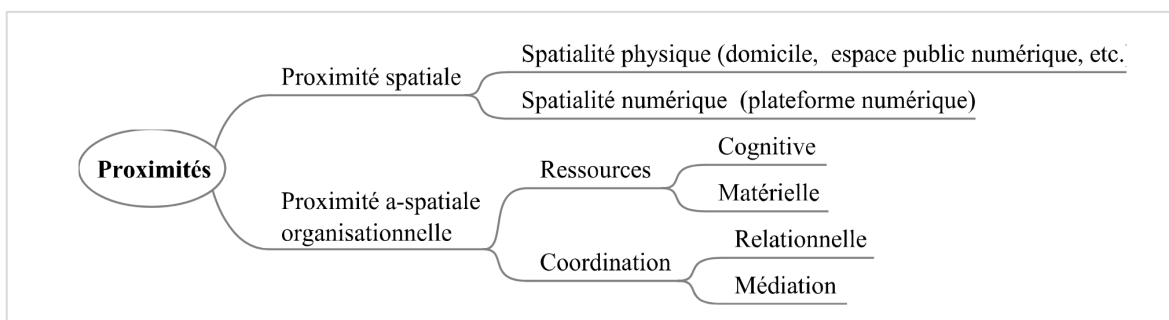 Spatialité physique (domicile, espace public numérique, etc.
Proximité spatiale
Spatialité numérique (plateforme numérique)
Proximités
Cognitive
Ressources
Matérielle
Proximité a-spatiale
organisationnelle
Relationnelle
Coordination
Médiation